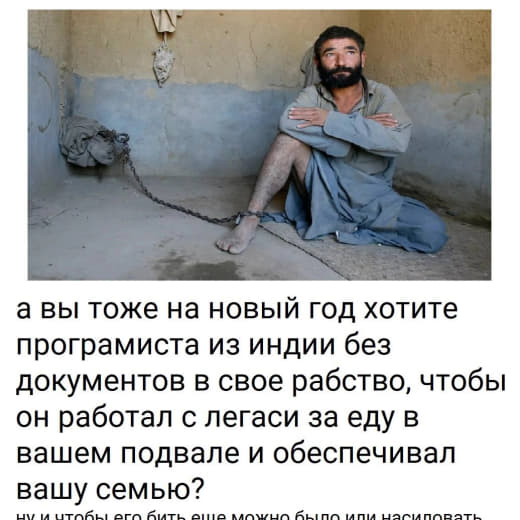 а вы тоже на новый год хотите
програмиста из индии без
документов в свое рабство, чтобы
он работал с легаси за еду в
вашем подвале и обеспечивал
вашу семью?
ну и чтобы его бить еще можно было или насиловать